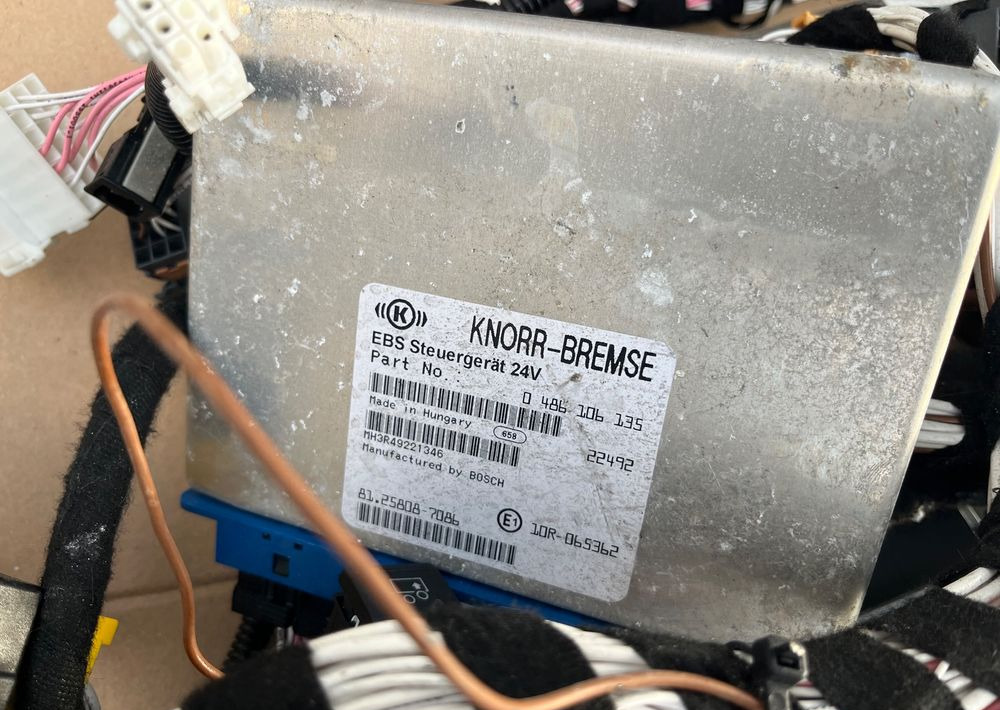 K
KNORR-BREMSE
EBS Steuergerät 24V
Part No.:
0 486 106 135
Made in Hungary
658
22492
MH3R49221346
Manufactured by BOSCH
81.25808-7086
E1
10R-065362